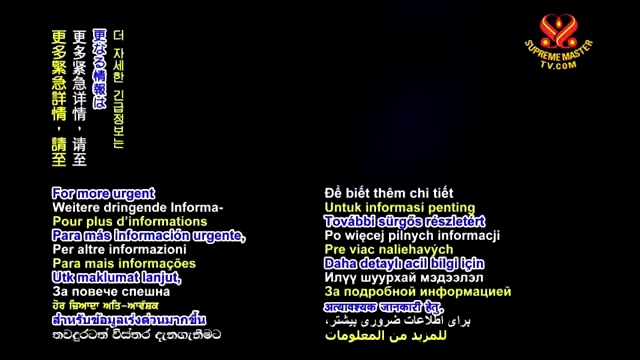 更多緊急詳情，請至
更多紧急详情，请至
更なる情報は
더 자세한 긴급정보는
SUPREME MASTER
TV.COM
For more urgent
Weitere dringende Informa-
Pour plus d'informations
Para más información urgente,
Per altre informazioni
Para mais informações
Utk maklumat lanjut,
За повече спешна
ਹੋਰ ਜ਼ਿਆਦਾ ਅਤਿ-ਆਵਸ਼ੱਕ
สำหรับข้อมูลเร่งด่วนมากขึ้น
තවදුරටත් විස්තර දැනගැනීමට
Để biết thêm chi tiết
Untuk informasi penting
További sürgős részletért
Po więcej pilnych informacji
Pre viac naliehavých
Daha detaylı acil bilgi için
Илүү шуурхай мэдээлэл
За подробной информацией
अत्यावश्यक जानकारी हेतु,
برای اطلاعات ضروری بیشتر،
للمزيد من المعلومات